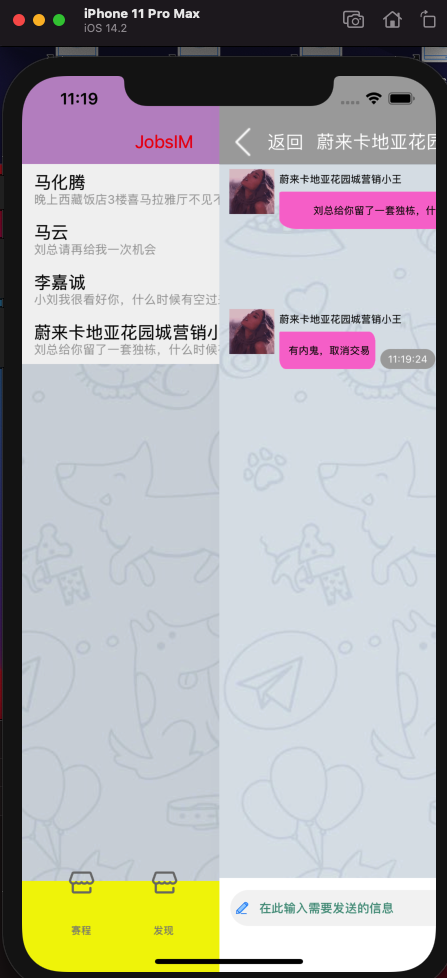 iPhone 11 Pro Max
iOS 14.2
11:19
JobsIM
马化腾
晚上西藏饭店3楼喜马拉雅厅不见不
马云
刘总请再给我一次机会
李嘉诚
小刘我很看好你，什么时候有空过
蔚来卡地亚花园城营销小
刘总给你留了一套独栋，什么时候
返回 蔚来卡地亚花园
蔚来卡地亚花园城营销小王
刘总给你留了一套独栋，什
蔚来卡地亚花园城营销小王
有内鬼，取消交易
11:19:24
在此输入需要发送的信息
赛程
发现